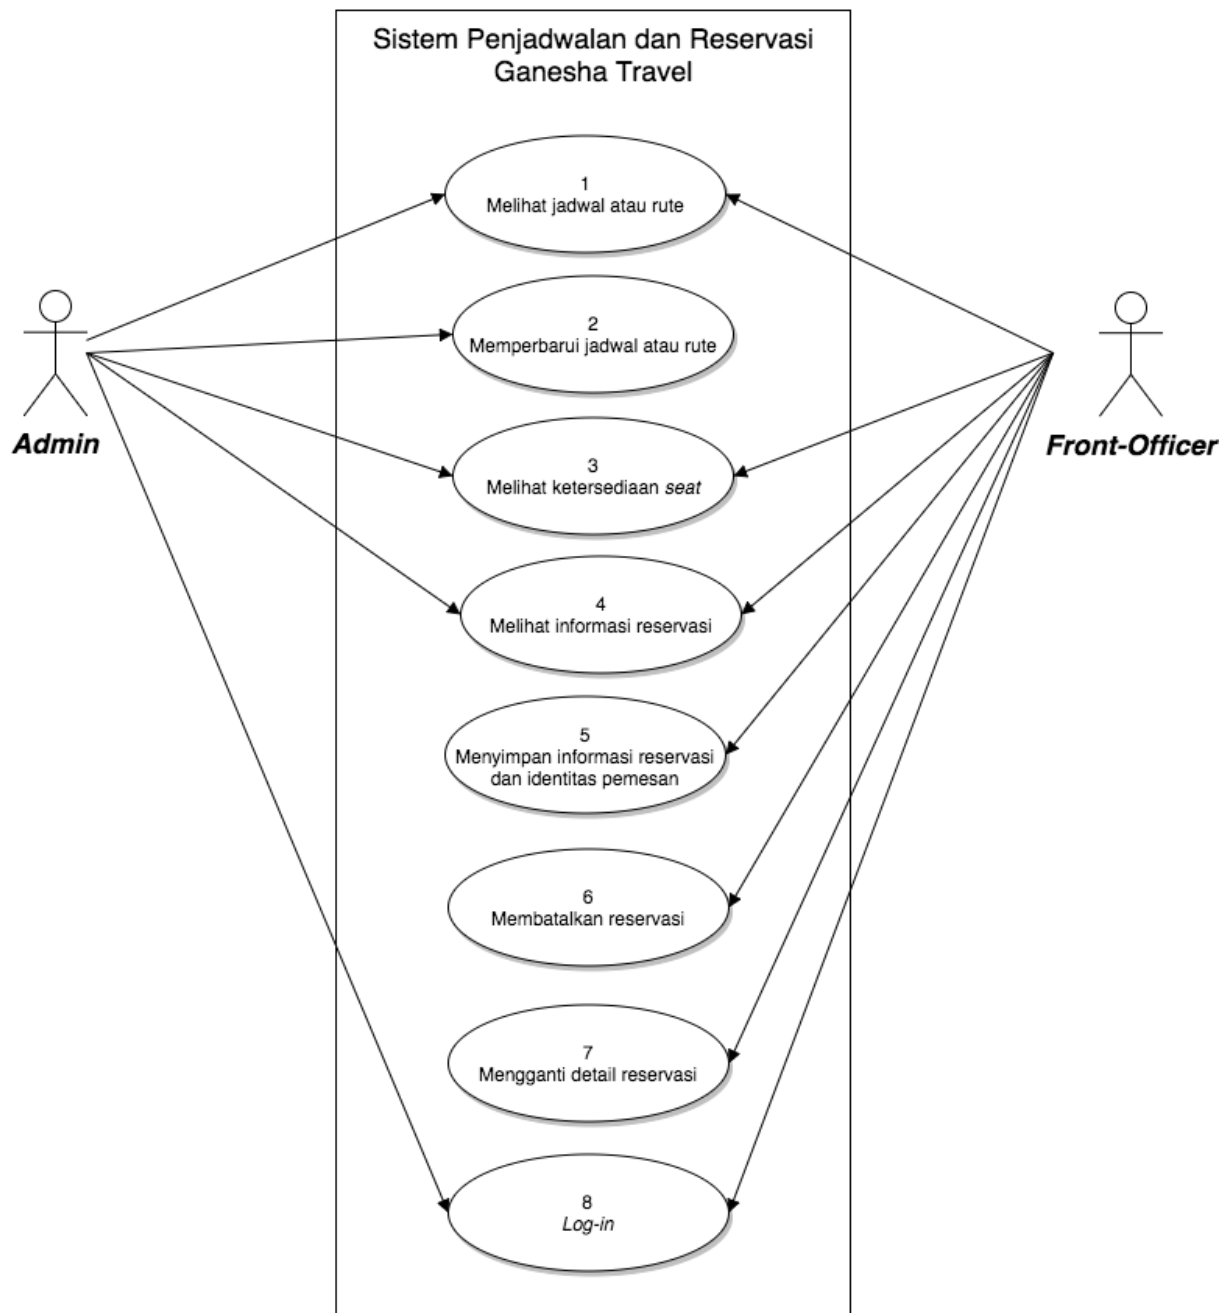 Sistem Penjadwalan dan Reservasi
Ganesha Travel
1
Melihat jadwal atau rute
2
Memperbarui jadwal atau rute
Admin
Front-Officer
3
Melihat ketersediaan seat
4
Melihat informasi reservasi
5
Menyimpan informasi reservasi
dan identitas pemesan
6
Membatalkan reservasi
7
Mengganti detail reservasi
8
Log-in